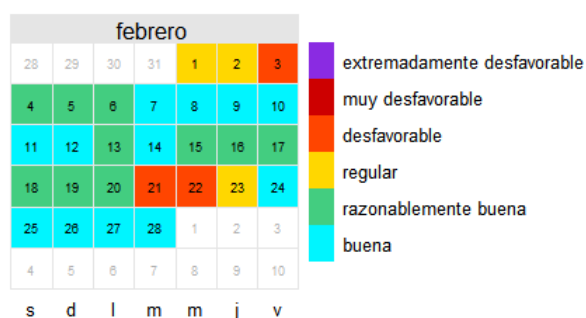 febrero
28 29 30 31 1 2 3
4 5 6 7 8 9 10
11 12 13 14 15 16 17
18 19 20 21 22 23 24
25 26 27 28 1 2 3
4 5 6 7 8 9 10
s d l m m j v
extremadamente desfavorable
muy desfavorable
desfavorable
regular
razonablemente buena
buena